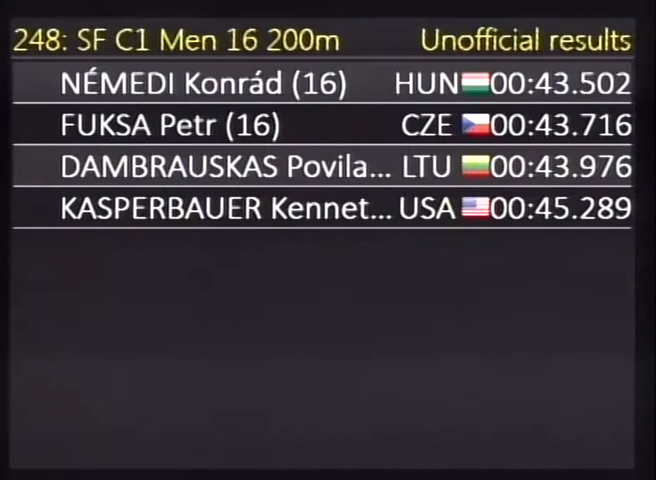 248: SF C1 Men 16 200m Unofficial results
NÉMEDI Konrád (16) HUN 00:43.502
FUKSA Petr (16) CZE 00:43.716
DAMBRAUSKAS Povila... LTU 00:43.976
KASPERBAUER Kennet... USA 00:45.289